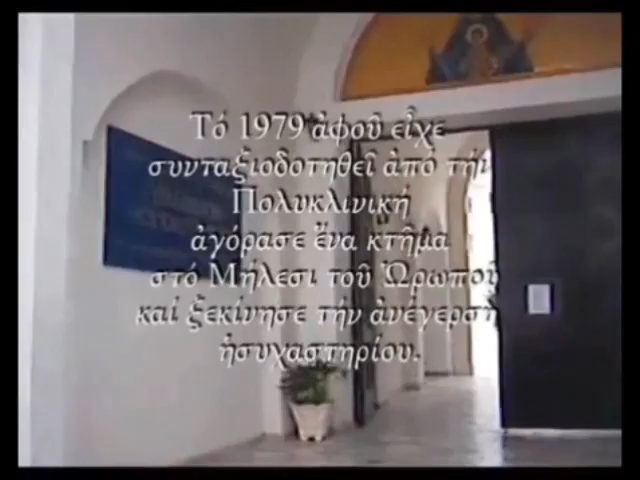 Τό 1979 ἀφοῦ εἶχε
συνταξιοδοτηθεῖ ἀπό τήν
Πολυκλινική
ἀγόρασε ἕνα κτῆμα
στό Μήλεσι τοῦ Ὠρωποῦ
καί ξεκίνησε τήν ἀνέγερση
ἡσυχαστηρίου.